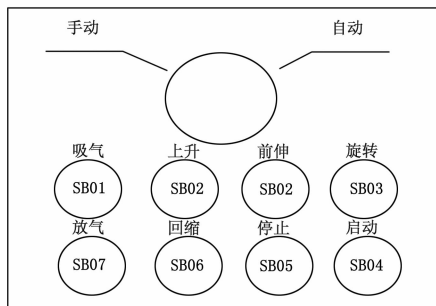 手动 自动
吸气 上升 前伸 旋转
SB01 SB02 SB02 SB03
放气 回缩 停止 启动
SB07 SB06 SB05 SB04